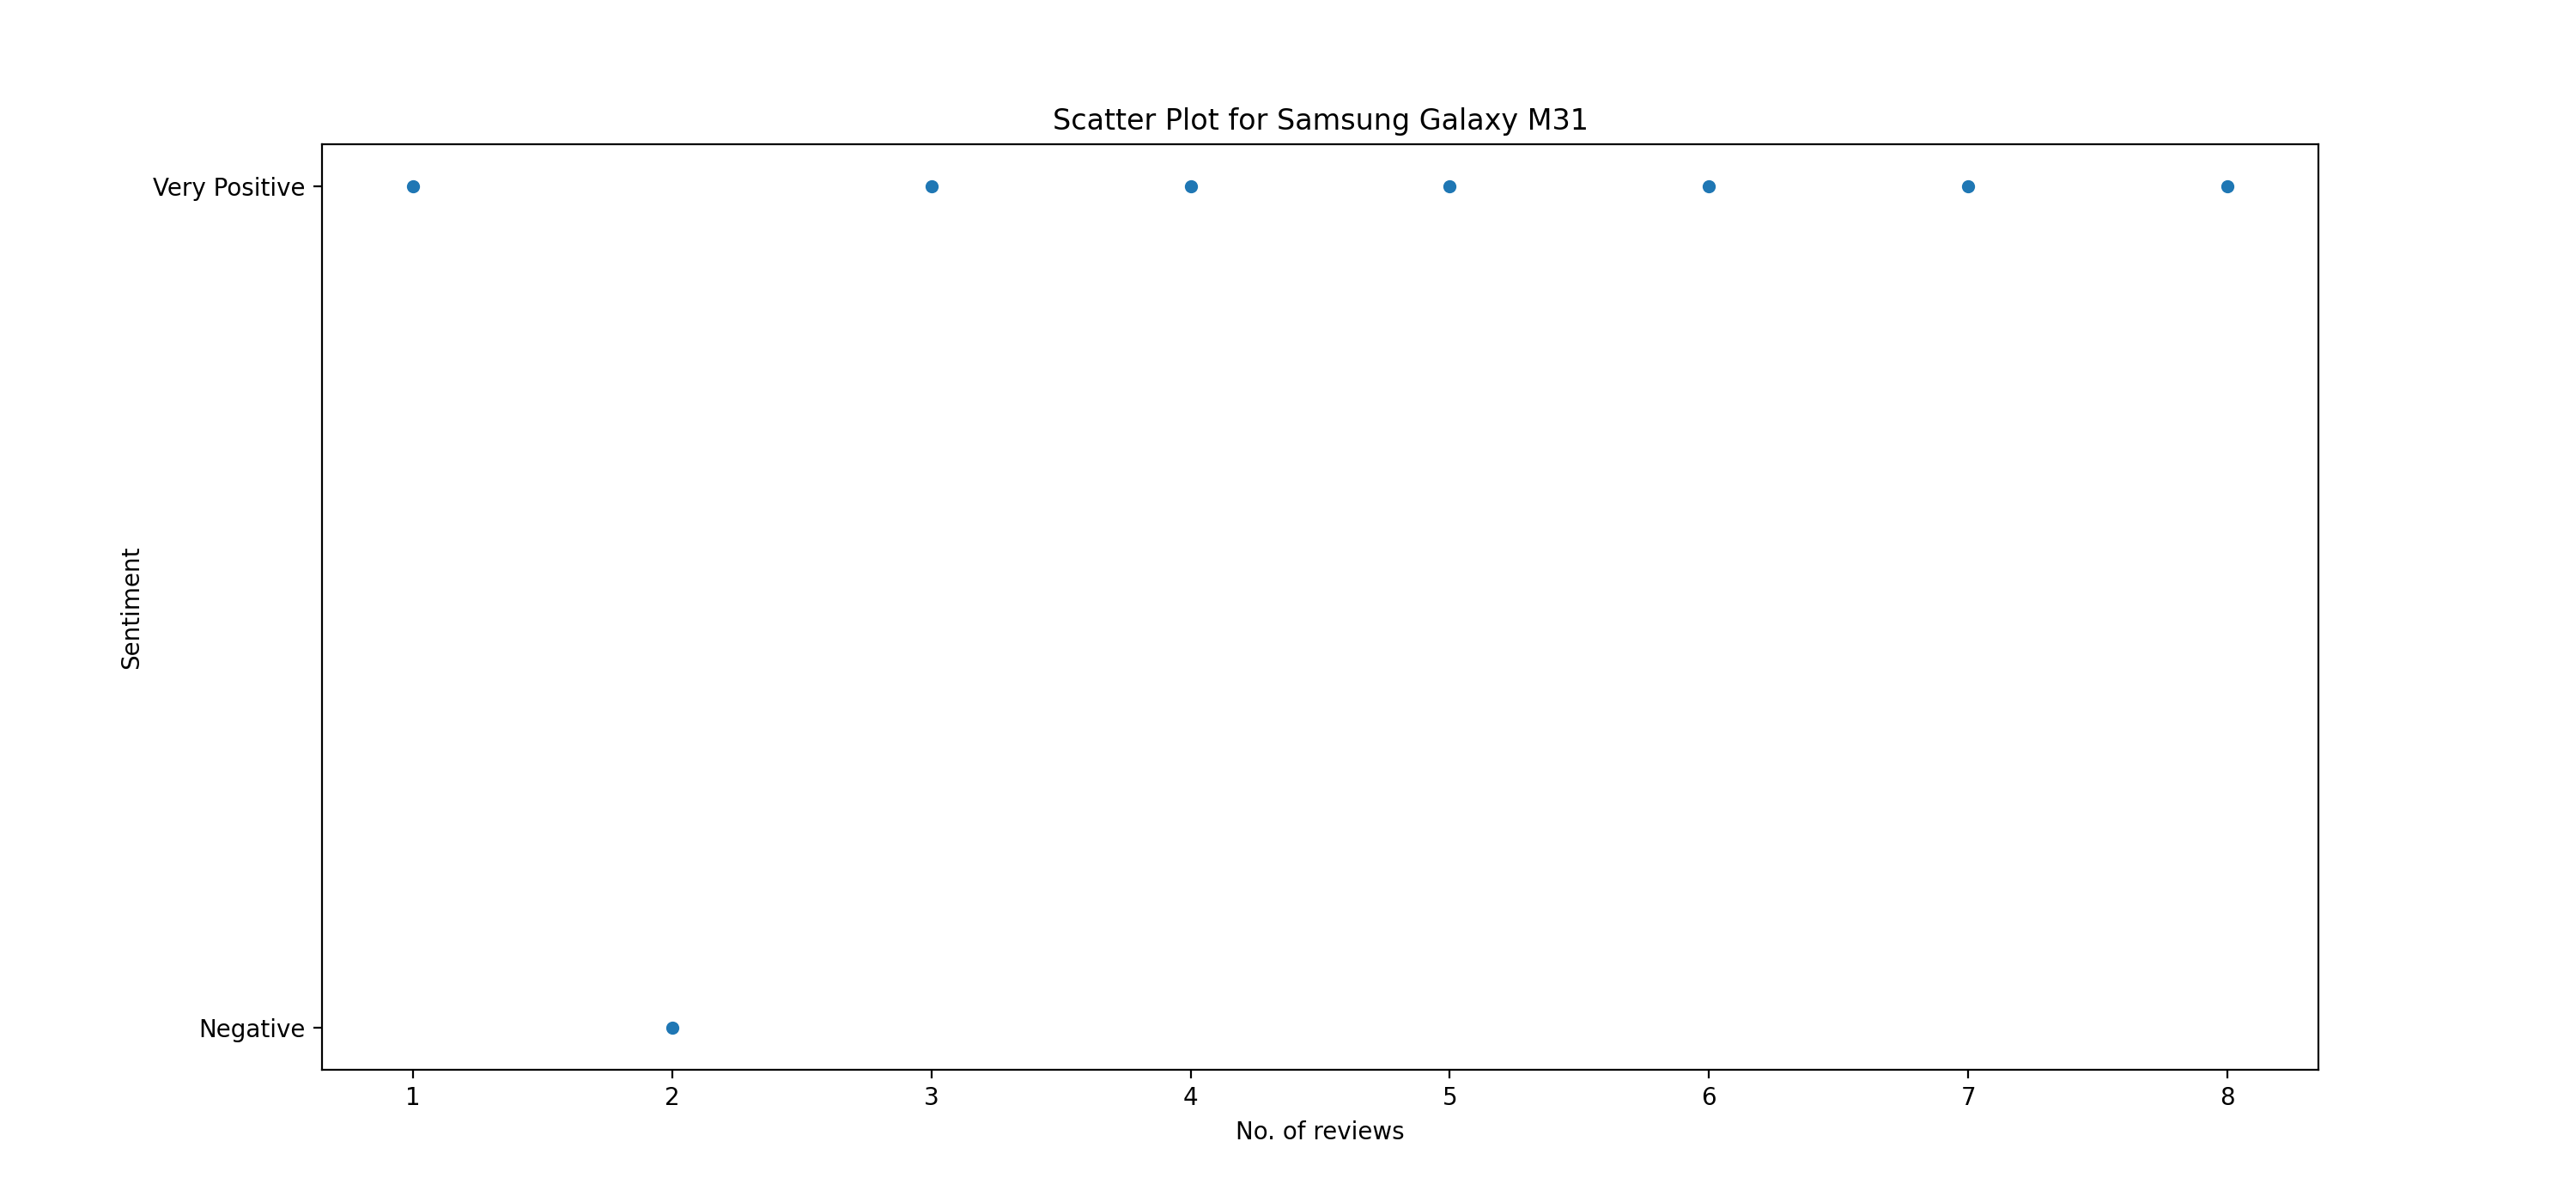 Scatter Plot for Samsung Galaxy M31
Very Positive
Sentiment
Negative
1 2 3 4 5 6 7 8
No. of reviews